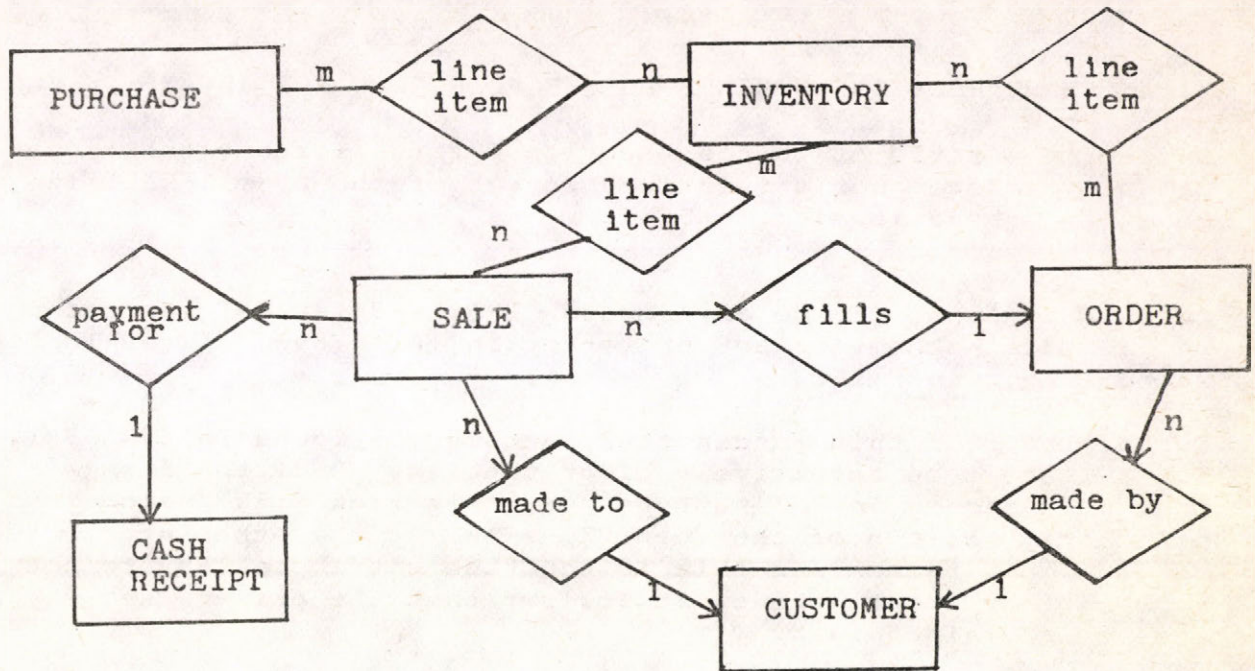 PURCHASE
m
line
item
n
INVENTORY
n
line
item
m
line
item
m
n
payment
for
n
SALE
n
fills
1
ORDER
1
n
n
made to
made by
CASH
RECEIPT
1
1
CUSTOMER